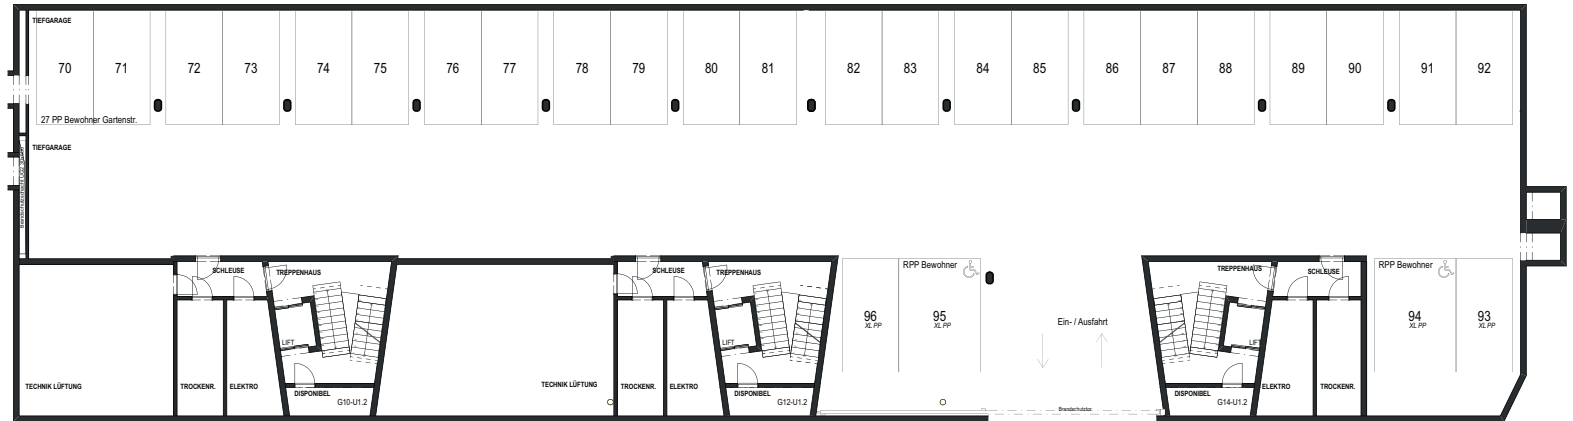 TIEFGARAGE
70 71 72 73 74 75 76 77 78 79 80 81 82 83 84 85 86 87 88 89 90 91 92
27 PP Bewohner Gartenstr.
TIEFGARAGE
SCHLEUSE
TREPPENHAUS
SCHLEUSE
TREPPENHAUS
RPP Bewohner
TREPPENHAUS
SCHLEUSE
RPP Bewohner
96
XL PP
95
XL PP
Ein- / Ausfahrt
94
XL PP
93
XL PP
LIFT
LIFT
LIFT
TECHNIK LÜFTUNG
TROCKENR.
ELEKTRO
DISPONIBEL
G10-U1.2
TECHNIK LÜFTUNG
TROCKENR.
ELEKTRO
DISPONIBEL
G12-U1.2
Brandschutztor
DISPONIBEL
G14-U1.2
ELEKTRO
TROCKENR.